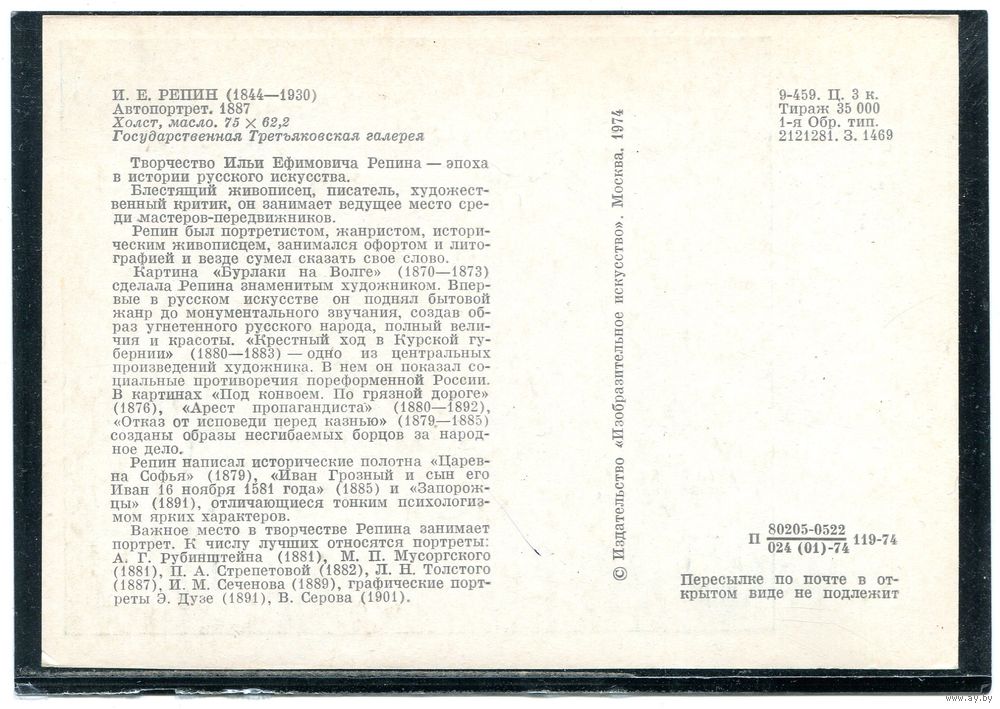 И. Е. РЕПИН (1844—1930)
Автопортрет. 1887
Холст, масло. 75 × 62,2
Государственная Третьяковская галерея
Творчество Ильи Ефимовича Репина — эпоха
в истории русского искусства.
Блестящий живописец, писатель, художест-
венный критик, он занимает ведущее место сре-
ди мастеров-передвижников.
Репин был портретистом, жанристом, истори-
ческим живописцем, занимался офортом и лито-
графией и везде сумел сказать свое слово.
Картина «Бурлаки на Волге» (1870—1873)
сделала Репина знаменитым художником. Впер-
вые в русском искусстве он поднял бытовой
жанр до монументального звучания, создав об-
раз угнетенного русского народа, полный вели-
чия и красоты. «Крестный ход в Курской гу-
бернии» (1880—1883) — одно из центральных
произведений художника. В нем он показал со-
циальные противоречия пореформенной России.
В картинах «Под конвоем. По грязной дороге»
(1876), «Арест пропагандиста» (1880—1892),
«Отказ от исповеди перед казнью» (1879—1885)
созданы образы несгибаемых борцов за народ-
ное дело.
Репин написал исторические полотна «Царев-
на Софья» (1879), «Иван Грозный и сын его
Иван 16 ноября 1581 года» (1885) и «Запорож-
цы» (1891), отличающиеся тонким психологиз-
мом ярких характеров.
Важное место в творчестве Репина занимает
портрет. К числу лучших относятся портреты:
А. Г. Рубинштейна (1881), М. П. Мусоргского
(1881), П. А. Стрепетовой (1882), Л. Н. Толстого
(1887), И. М. Сеченова (1889), графические порт-
реты Э. Дузе (1891), В. Серова (1901).
© Издательство «Изобразительное искусство». Москва. 1974
9-459. Ц. 3 к.
Тираж 35 000
1-я Обр. тип.
2121281. З. 1469
П 80205-0522
024 (01)-74 119-74
Пересылке по почте в от-
крытом виде не подлежит
www.ay.by